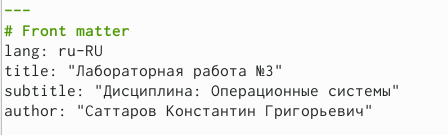 ---
# Front matter
lang: ru-RU
title: "Лабораторная работа №3"
subtitle: "Дисциплина: Операционные системы"
author: "Саттаров Константин Григорьевич"